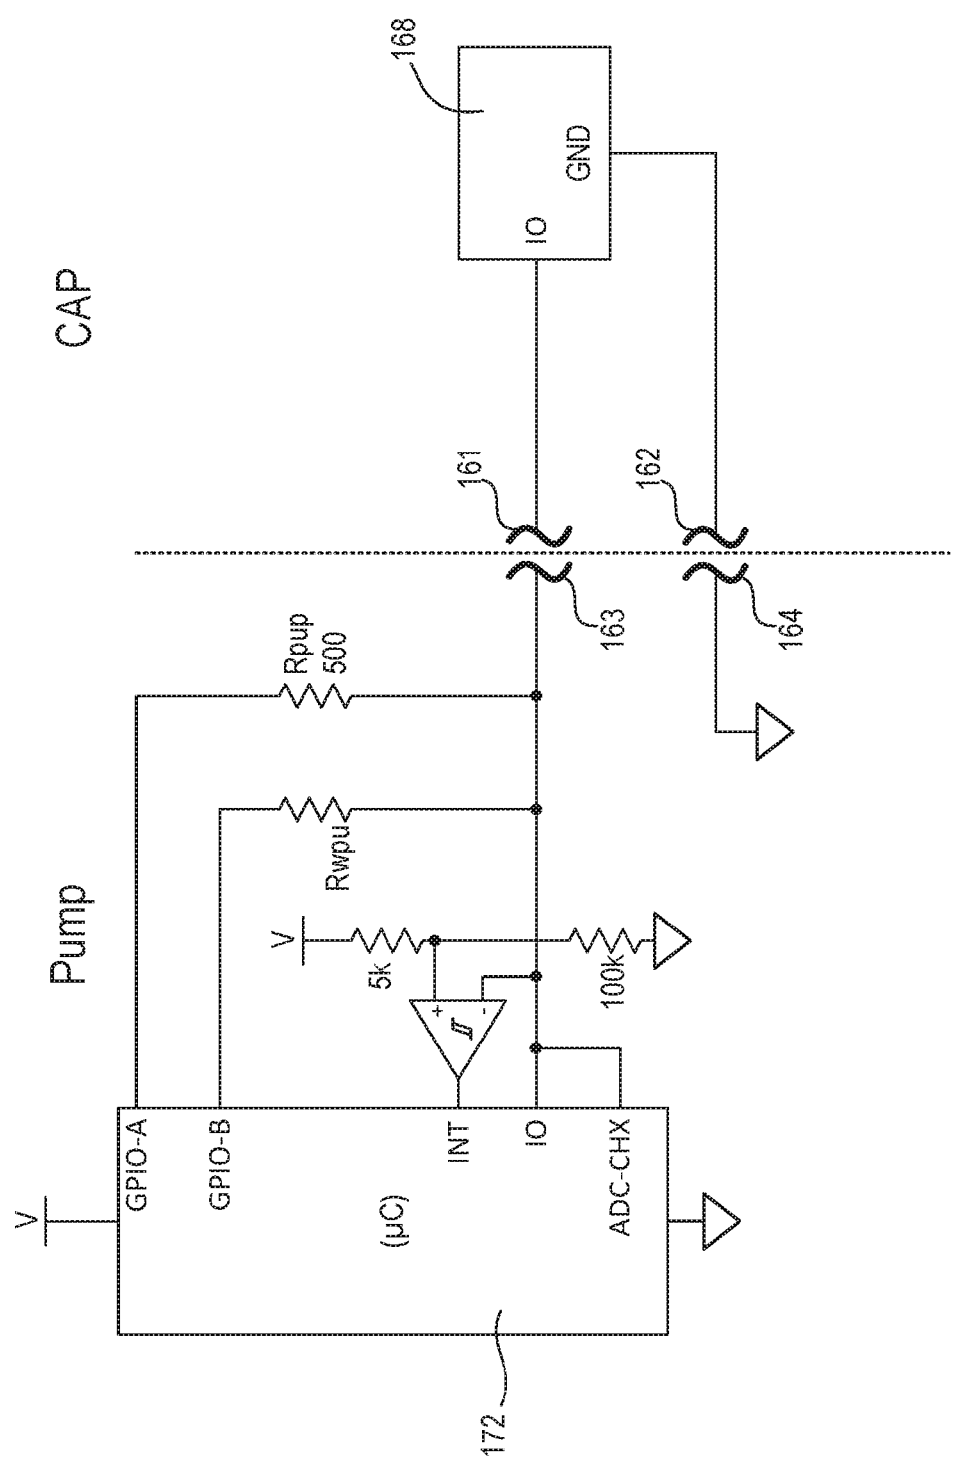 Pump
CAP
V
GPIO-A
GPIO-B
(µC)
INT
IO
ADC-CHX
172
Rpup
500
Rwpu
V
5k
100k
+
-
161
163
162
164
168
IO
GND